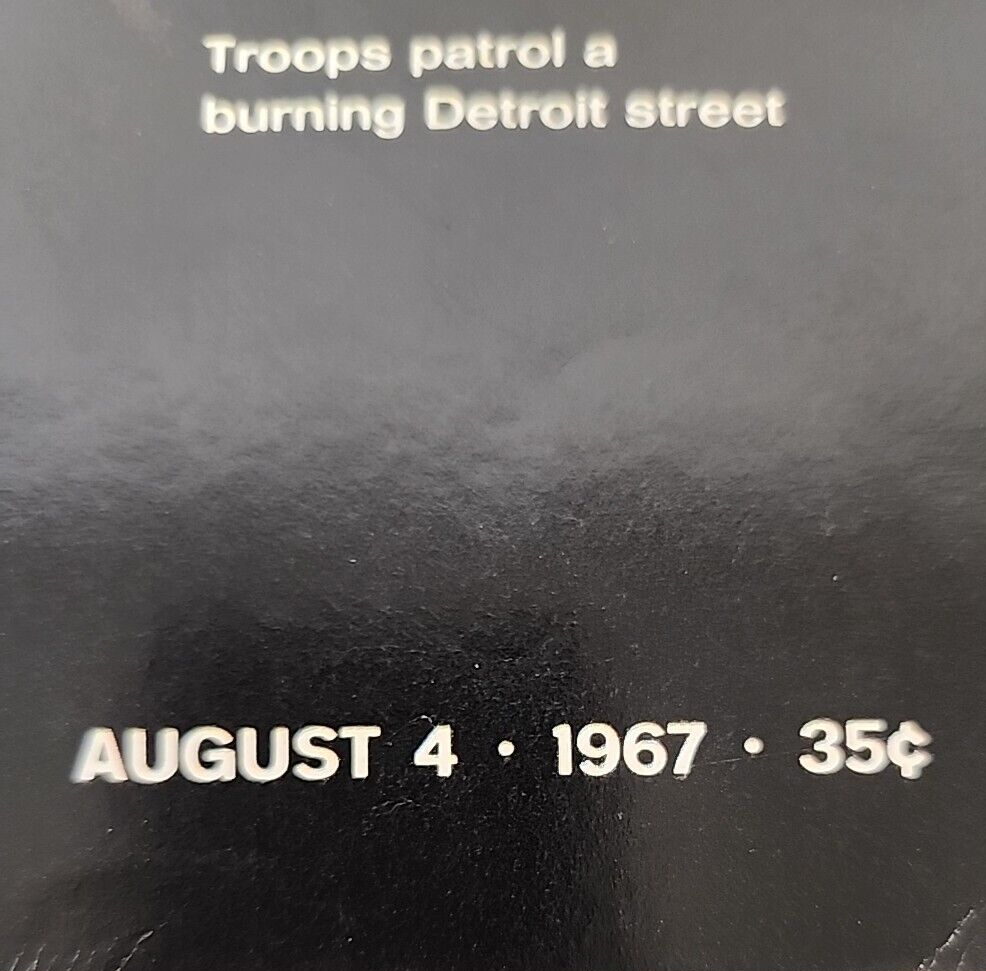 Troops patrol a
burning Detroit street
AUGUST 4 • 1967 • 35¢